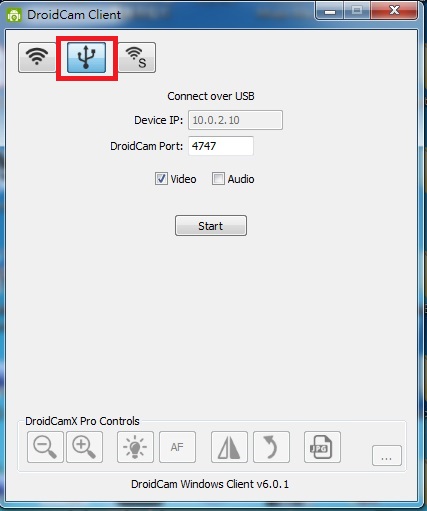 DroidCam Client
S
Connect over USB
Device IP: 10.0.2.10
DroidCam Port: 4747
Video Audio
Start
DroidCamX Pro Controls
AF
JPG
...
DroidCam Windows Client v6.0.1